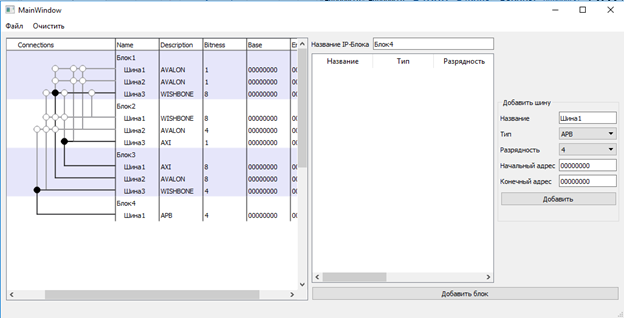 MainWindow
Файл Очистить
Connections Name Description Bitness Base En
Блок1
Шина1 AVALON 1 00000000 00
Шина2 AVALON 1 00000000 00
Шина3 WISHBONE 8 00000000 00
Блок2
Шина1 WISHBONE 8 00000000 00
Шина2 AVALON 4 00000000 00
Шина3 AXI 1 00000000 00
Блок3
Шина1 AXI 8 00000000 00
Шина2 AVALON 8 00000000 00
Шина3 WISHBONE 4 00000000 00
Блок4
Шина1 APB 4 00000000 00
Название IP-Блока Блок4
Название Тип Разрядность
Добавить шину
Название Шина1
Тип APB
Разрядность 4
Начальный адрес 00000000
Конечный адрес 00000000
Добавить
Добавить блок